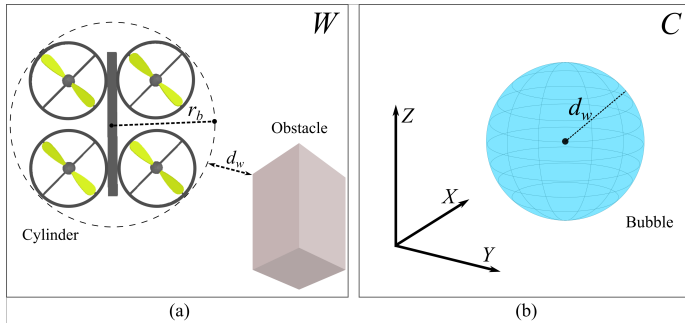 W
r_b
Obstacle
d_w
Cylinder
(a)
C
d_w
Z
X
Bubble
Y
(b)